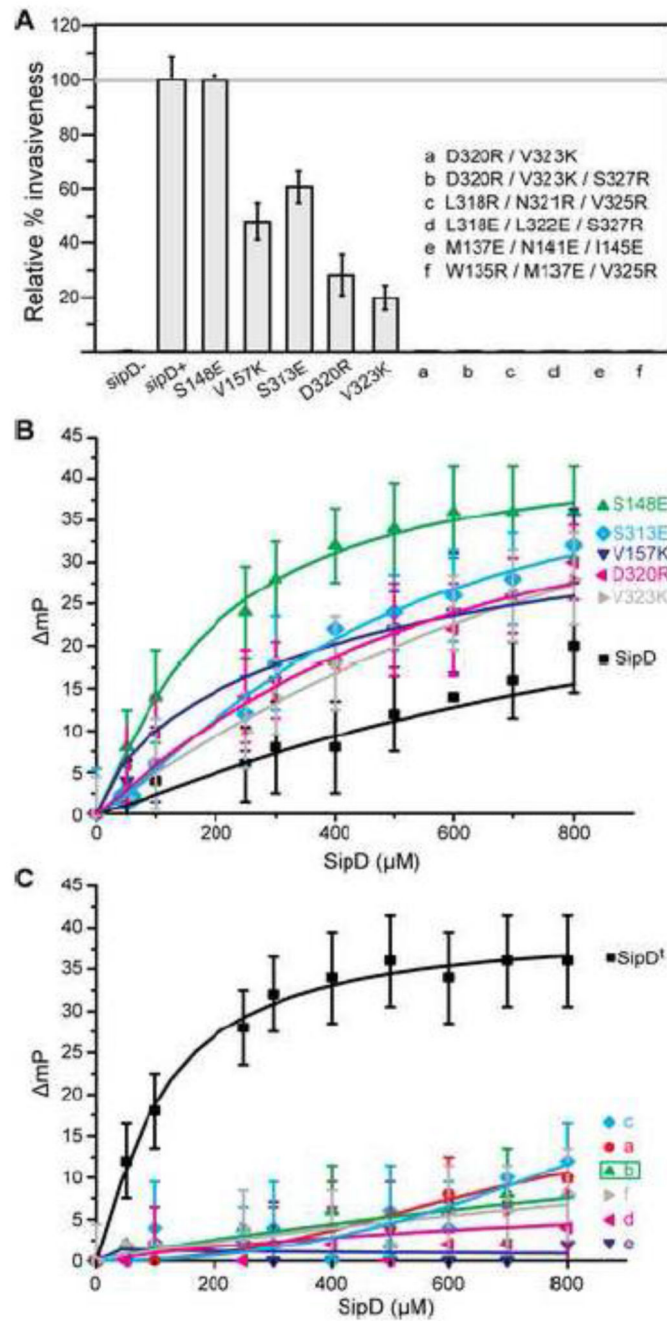 A
120
100
80
60
40
20
Relative % invasiveness
a D320R / V323K
b D320R / V323K / S327R
c L318R / N321R / V325R
d L318E / L322E / S327R
e M137E / N141E / I145E
f W135R / M137E / V325R
sipD- sipD+ S148E V157K S313E D320R V323K a b c d e f
B
45
40
35
30
25
20
15
10
5
0
ΔmP
S148E
S313E
V157K
D320R
V323K
SipD
0 200 400 600 800
SipD (µM)
C
45
40
35
30
25
20
15
10
5
0
ΔmP
SipDt
c
a
b
f
d
e
0 200 400 600 800
SipD (µM)